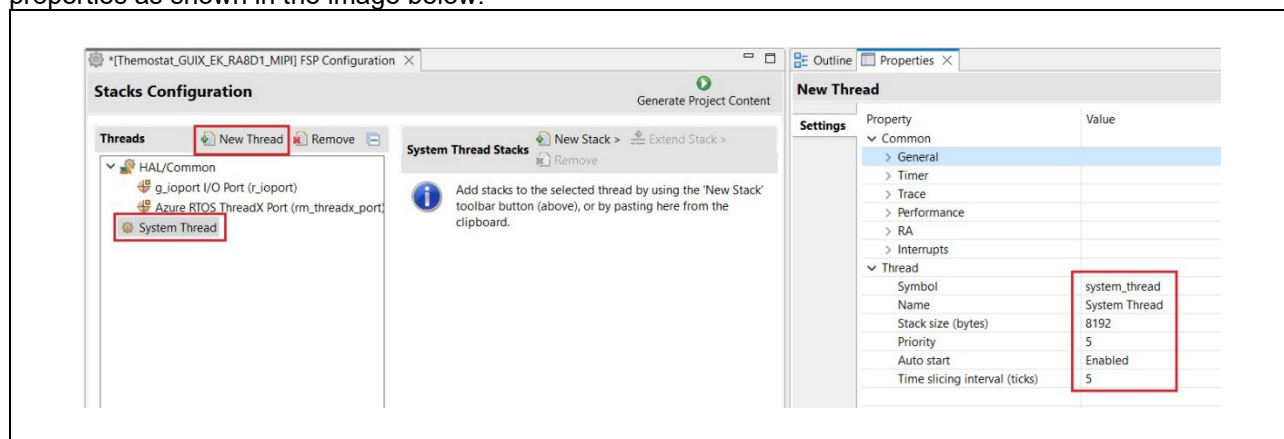 properties as shown in the image below.
*[Themostat_GUIX_EK_RA8D1_MIPI] FSP Configuration
Stacks Configuration
Generate Project Content
Threads
New Thread
Remove
HAL/Common
g_ioport I/O Port (r_ioport)
Azure RTOS ThreadX Port (rm_threadx_port)
System Thread
System Thread Stacks
New Stack >
Extend Stack >
Remove
Add stacks to the selected thread by using the 'New Stack'
toolbar button (above), or by pasting here from the
clipboard.
Outline
Properties
New Thread
Settings
Property Value
Common
General
Timer
Trace
Performance
RA
Interrupts
Thread
Symbol system_thread
Name System Thread
Stack size (bytes) 8192
Priority 5
Auto start Enabled
Time slicing interval (ticks) 5